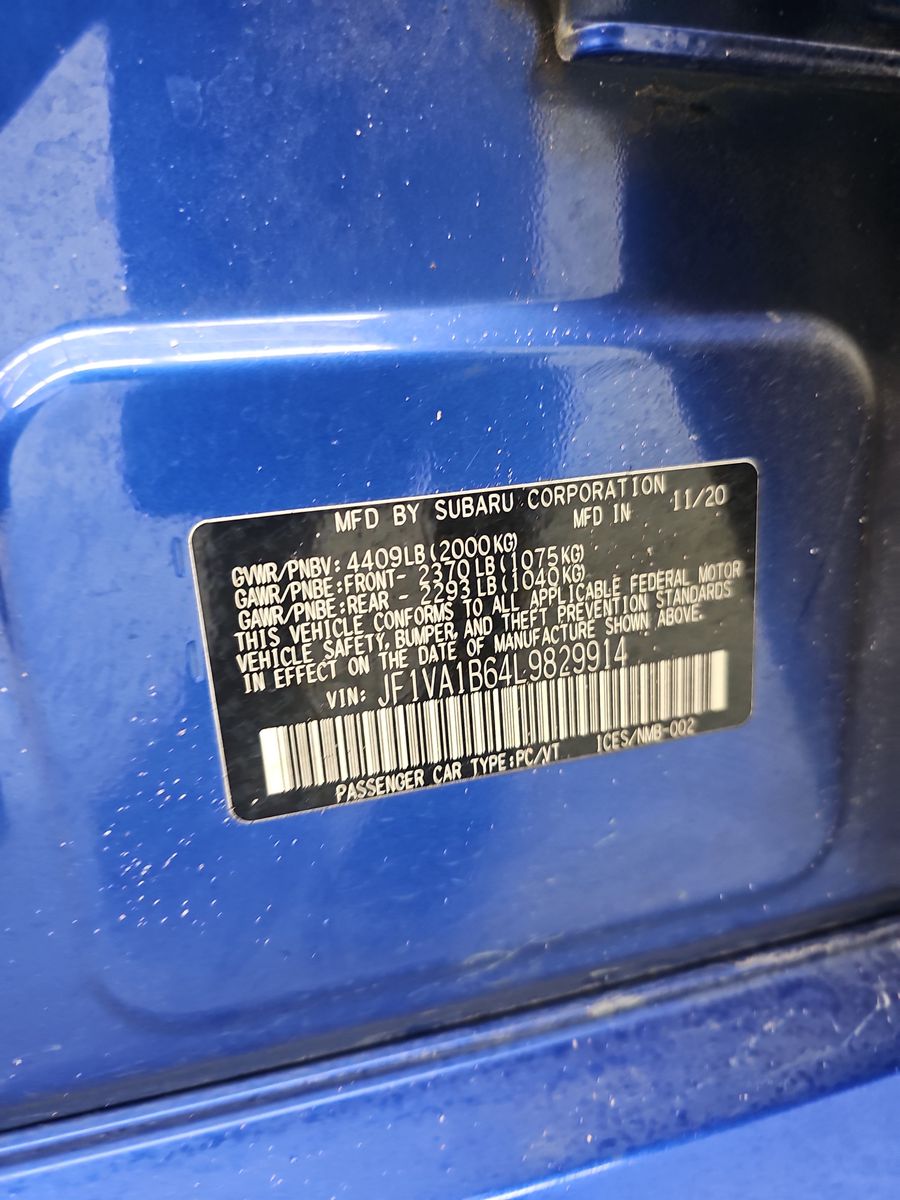 MFD BY SUBARU CORPORATION
MFD IN 11/20
GVWR/PNBV: 4409LB(2000KG)
GAWR/PNBE:FRONT- 2370LB(1075KG)
GAWR/PNBE:REAR - 2293LB(1040KG)
THIS VEHICLE CONFORMS TO ALL APPLICABLE FEDERAL MOTOR
VEHICLE SAFETY, BUMPER, AND THEFT PREVENTION STANDARDS
IN EFFECT ON THE DATE OF MANUFACTURE SHOWN ABOVE.
VIN: JF1VA1B64L9829914
PASSENGER CAR TYPE:PC/VT ICES/NMB-002